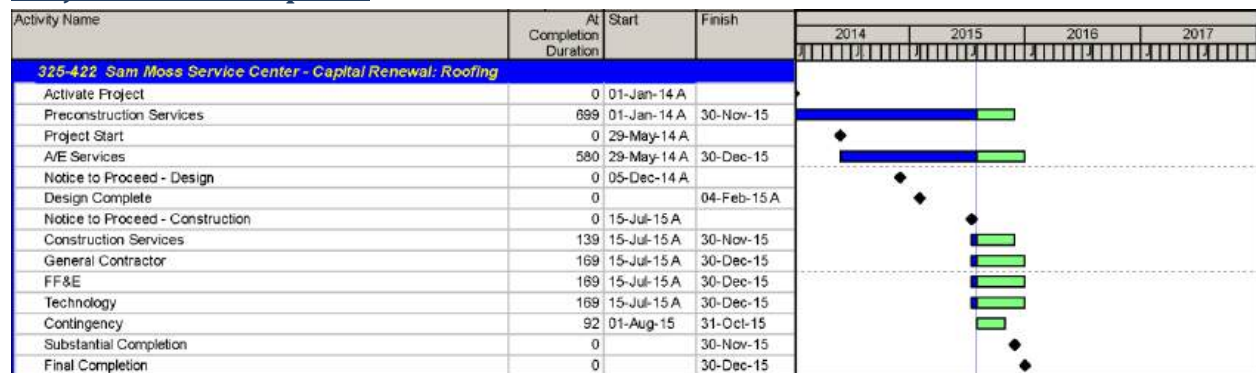 Activity Name At Completion Duration Start Finish
2014 2015 2016 2017
J J J J J J J J
325-422 Sam Moss Service Center - Capital Renewal: Roofing
Activate Project 0 01-Jan-14 A
Preconstruction Services 699 01-Jan-14 A 30-Nov-15
Project Start 0 29-May-14 A
A/E Services 580 29-May-14 A 30-Dec-15
Notice to Proceed - Design 0 05-Dec-14 A
Design Complete 0 04-Feb-15 A
Notice to Proceed - Construction 0 15-Jul-15 A
Construction Services 139 15-Jul-15 A 30-Nov-15
General Contractor 169 15-Jul-15 A 30-Dec-15
FF&E 169 15-Jul-15 A 30-Dec-15
Technology 169 15-Jul-15 A 30-Dec-15
Contingency 92 01-Aug-15 31-Oct-15
Substantial Completion 0 30-Nov-15
Final Completion 0 30-Dec-15